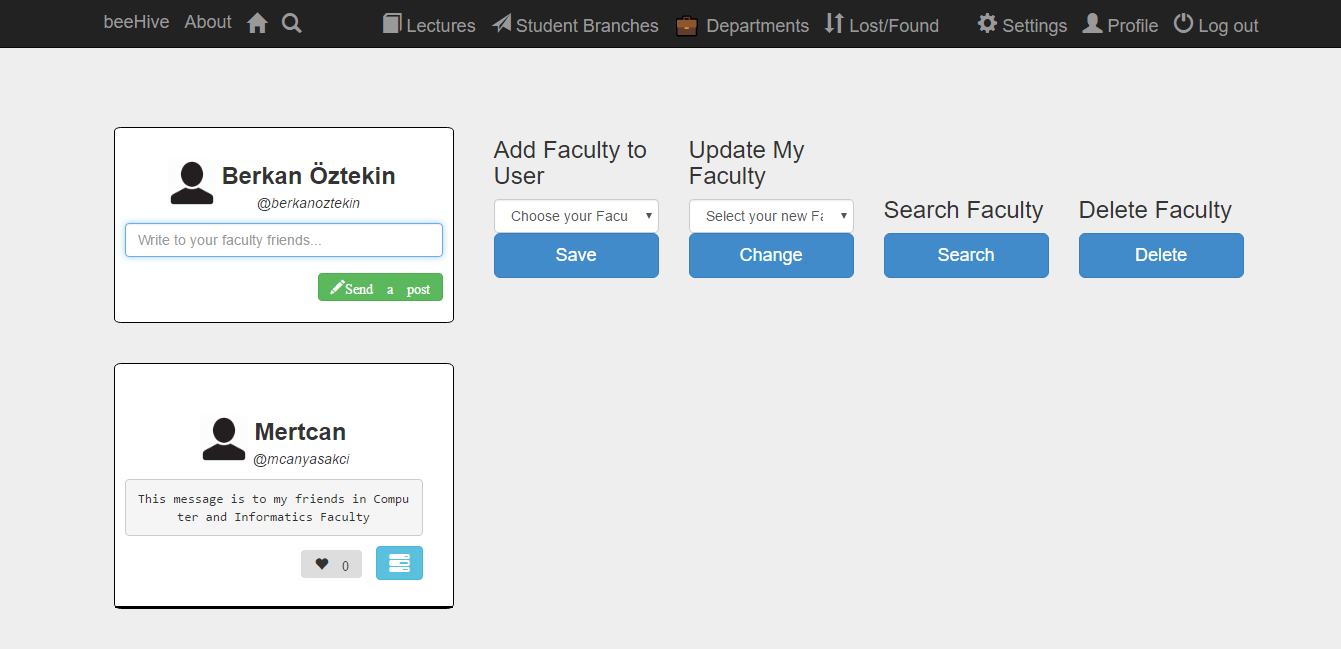 beeHive About Lectures Student Branches Departments Lost/Found Settings Profile Log out
Berkan Öztekin
@berkanoztekin
Write to your faculty friends...
Send a post
Add Faculty to
User
Choose your Facu
Save
Update My
Faculty
Select your new Fa
Change
Search Faculty
Search
Delete Faculty
Delete
Mertcan
@mcanyasakci
This message is to my friends in Compu
ter and Informatics Faculty
0